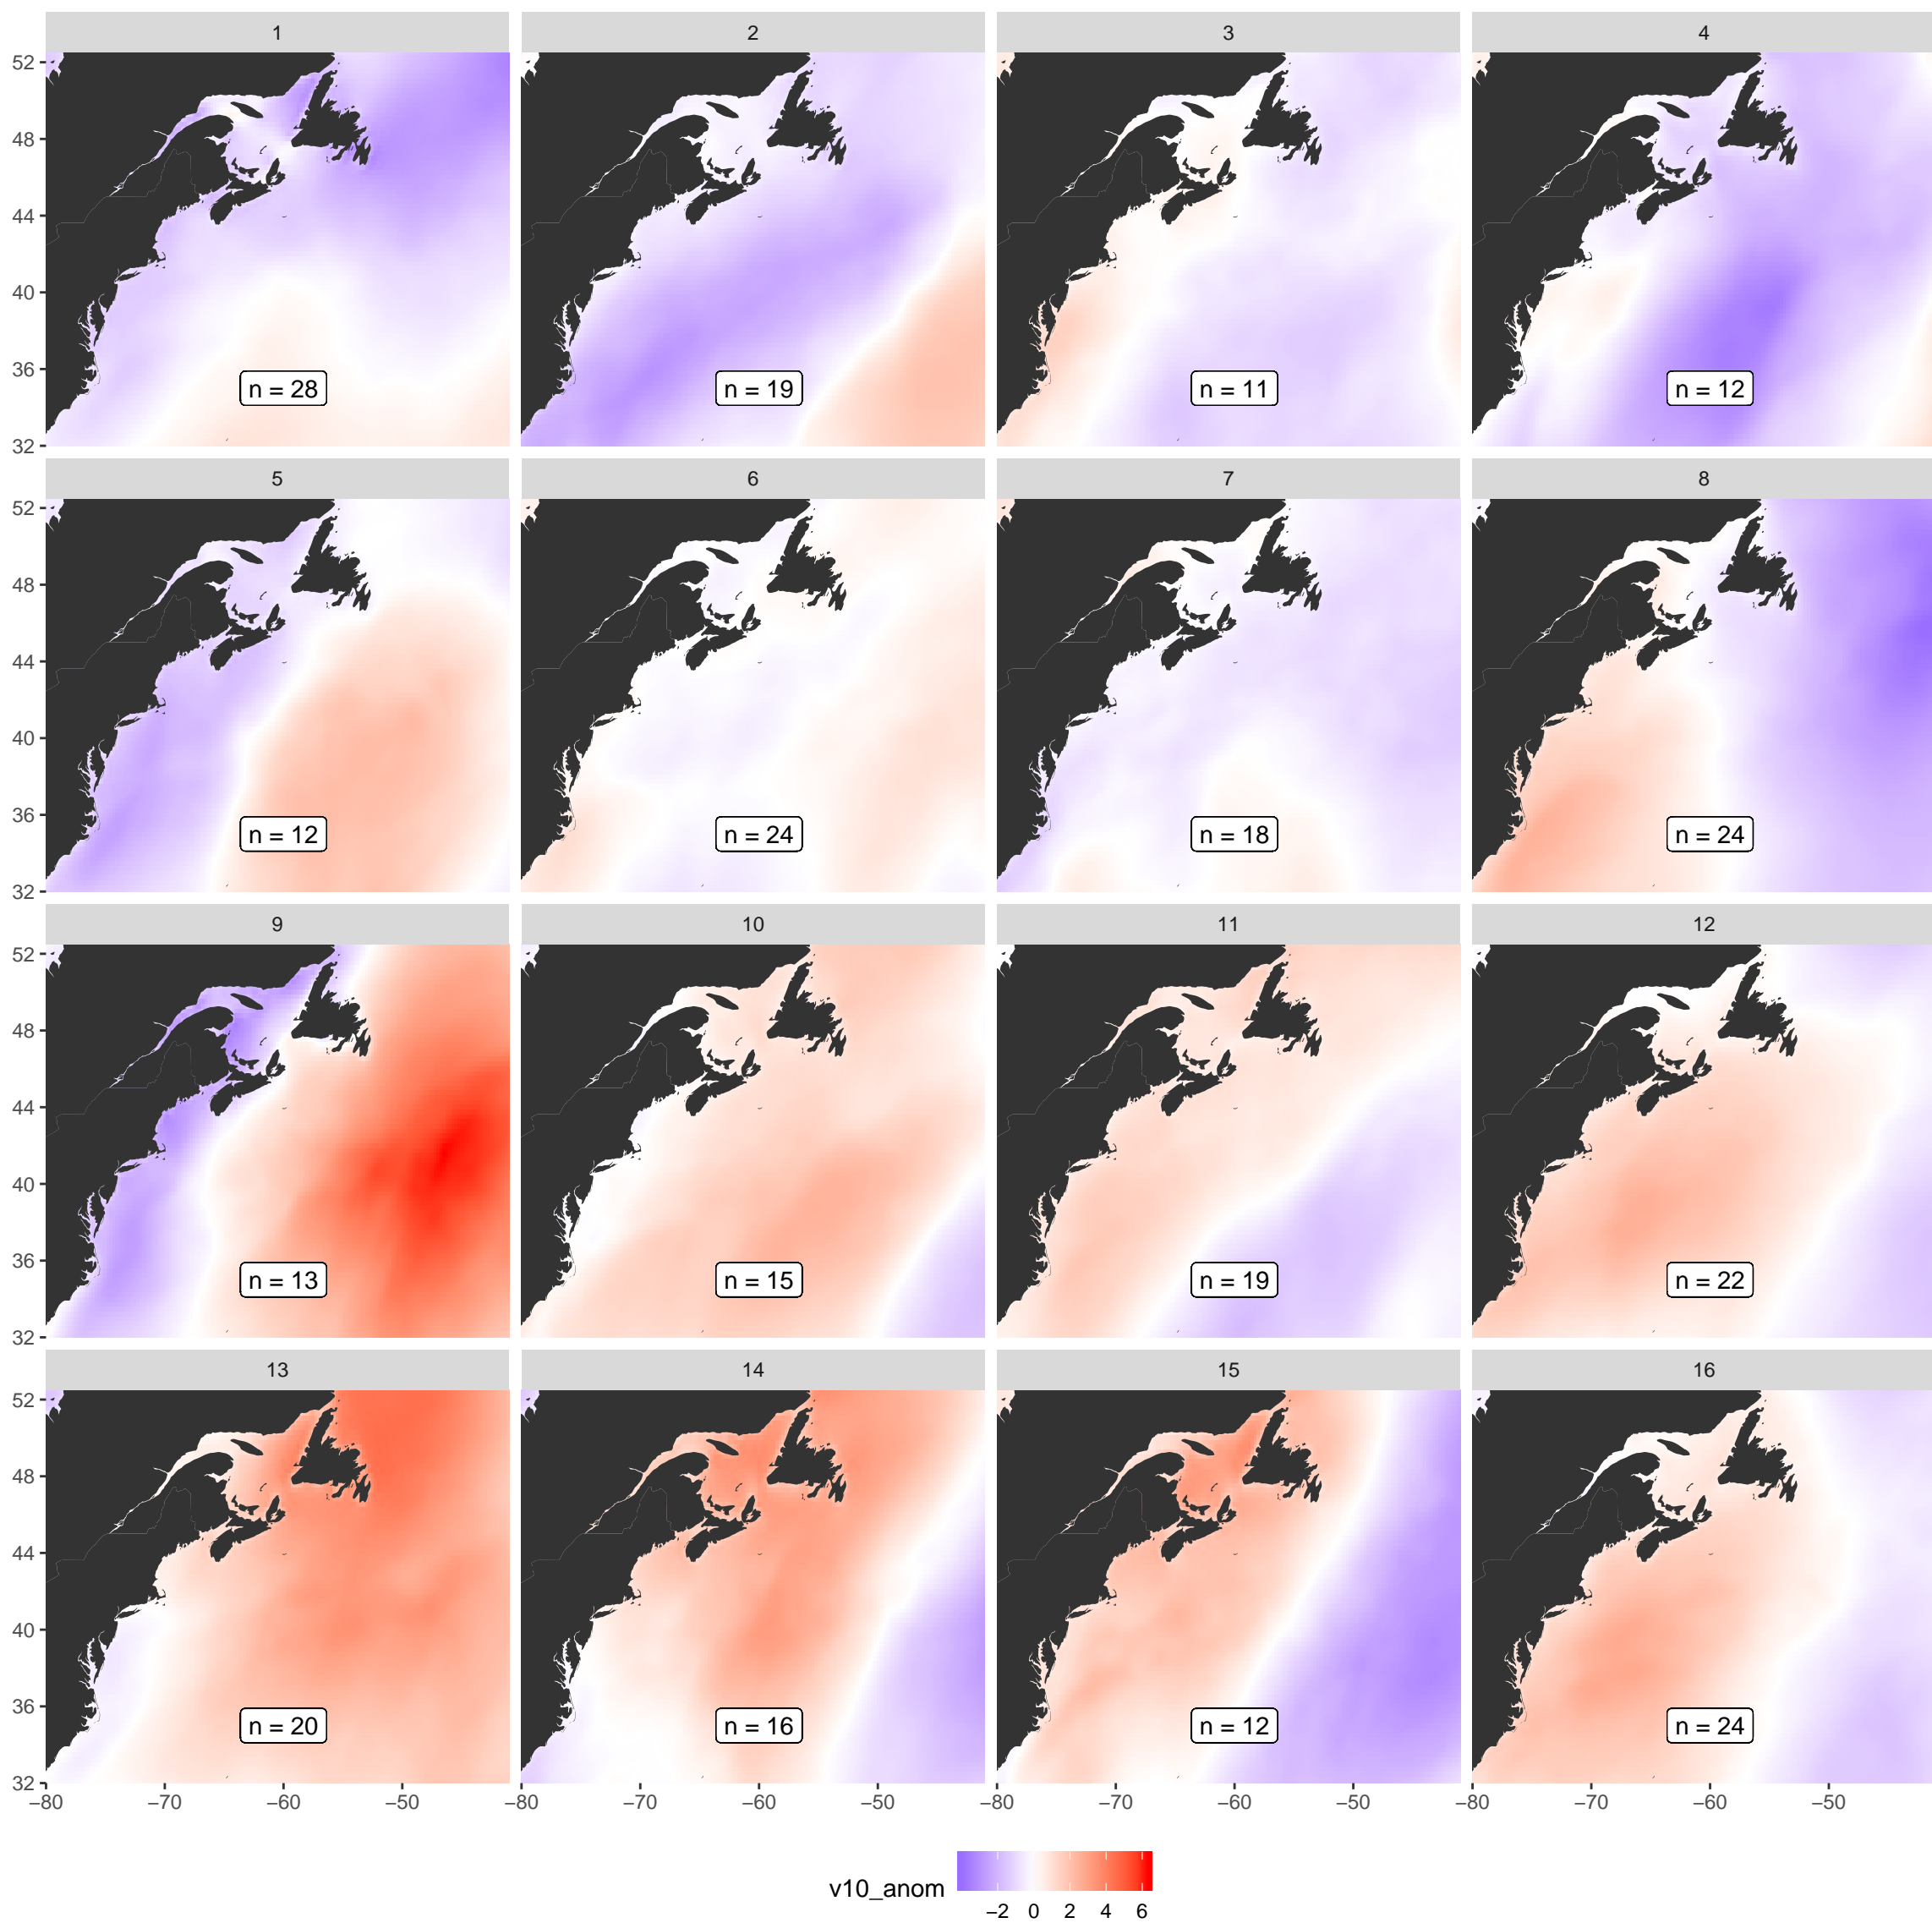 1 2 3 4
52
48
44
40
36
32
n = 28 n = 19 n = 11 n = 12
5 6 7 8
52
48
44
40
36
32
n = 12 n = 24 n = 18 n = 24
9 10 11 12
52
48
44
40
36
32
n = 13 n = 15 n = 19 n = 22
13 14 15 16
52
48
44
40
36
32
n = 20 n = 16 n = 12 n = 24
−80 −70 −60 −50 −80 −70 −60 −50 −80 −70 −60 −50 −80 −70 −60 −50
v10_anom
−2 0 2 4 6